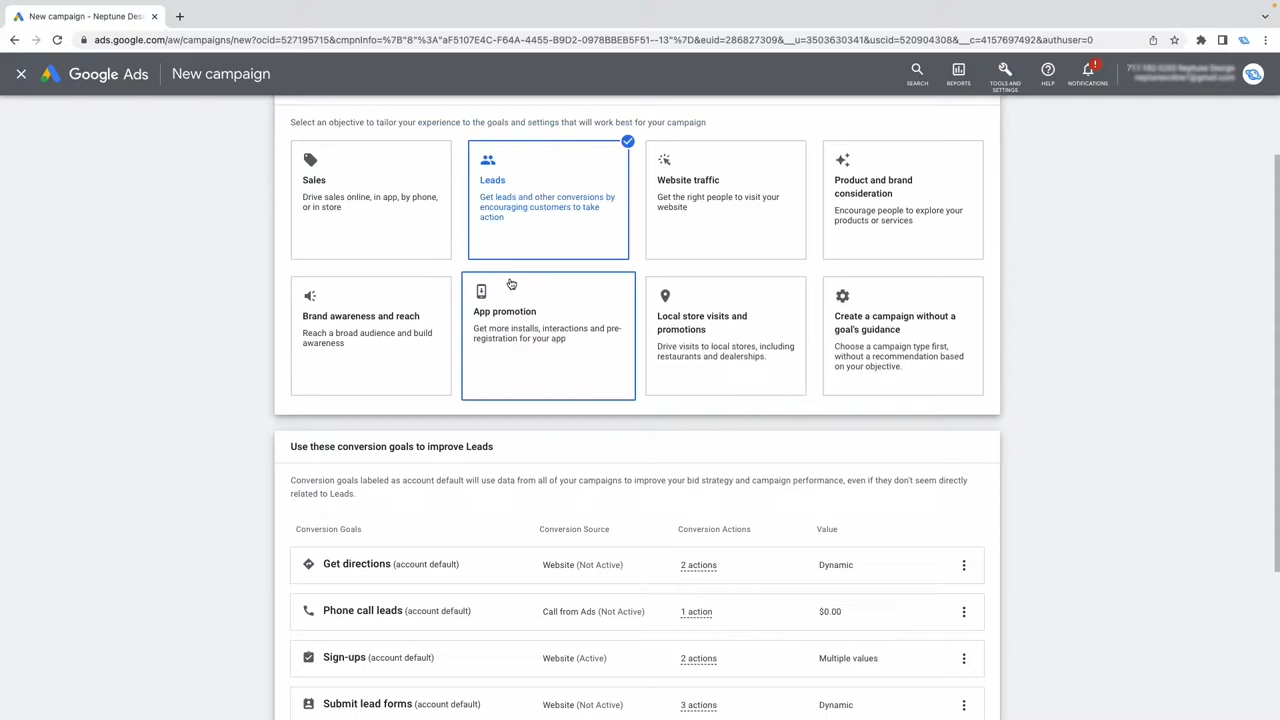 New campaign - Neptune Des
ads.google.com/aw/campaigns/new?ocid=527195715&cmpnInfo=%7B"8"%3A"aF5107E4C-F64A-4455-B9D2-0978BBEB5F51--13"%7D&euid=286827309&__u=3503630341&uscid=520904308&__c=4157697492&authuser=0
Google Ads
New campaign
SEARCH
REPORTS
TOOLS AND
SETTINGS
HELP
!
NOTIFICATIONS
Select an objective to tailor your experience to the goals and settings that will work best for your campaign
Sales
Drive sales online, in app, by phone,
or in store
Leads
Get leads and other conversions by
encouraging customers to take
action
Website traffic
Get the right people to visit your
website
Product and brand
consideration
Encourage people to explore your
products or services
Brand awareness and reach
Reach a broad audience and build
awareness
App promotion
Get more installs, interactions and pre-
registration for your app
Local store visits and
promotions
Drive visits to local stores, including
restaurants and dealerships.
Create a campaign without a
goal's guidance
Choose a campaign type first,
without a recommendation based
on your objective.
Use these conversion goals to improve Leads
Conversion goals labeled as account default will use data from all of your campaigns to improve your bid strategy and campaign performance, even if they don't seem directly
related to Leads.
Conversion Goals Conversion Source Conversion Actions Value
Get directions (account default) Website (Not Active) 2 actions Dynamic
Phone call leads (account default) Call from Ads (Not Active) 1 action $0.00
Sign-ups (account default) Website (Active) 2 actions Multiple values
Submit lead forms (account default) Website (Not Active) 3 actions Dynamic